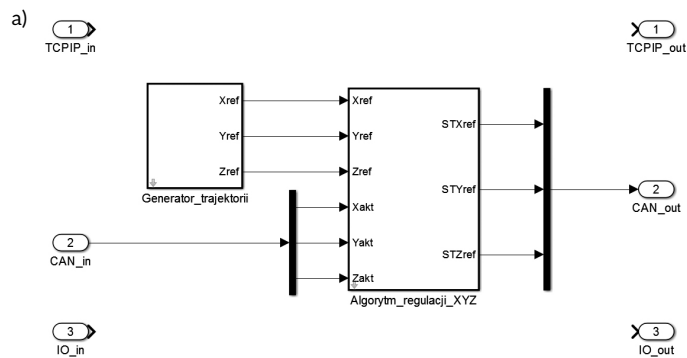 a)
1
TCPIP_in
1
TCPIP_out
Xref
Yref
Zref
Generator_trajektorii
Xref
Yref
Zref
Xakt
Yakt
Zakt
STXref
STYref
STZref
Algorytm_regulacji_XYZ
2
CAN_in
2
CAN_out
3
IO_in
3
IO_out